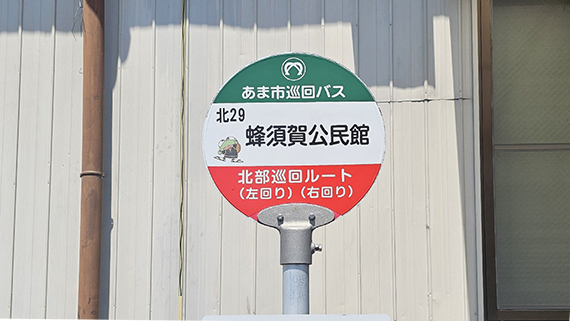 あま市巡回バス
北29
蜂須賀公民館
北部巡回ルート
(左回り)(右回り)